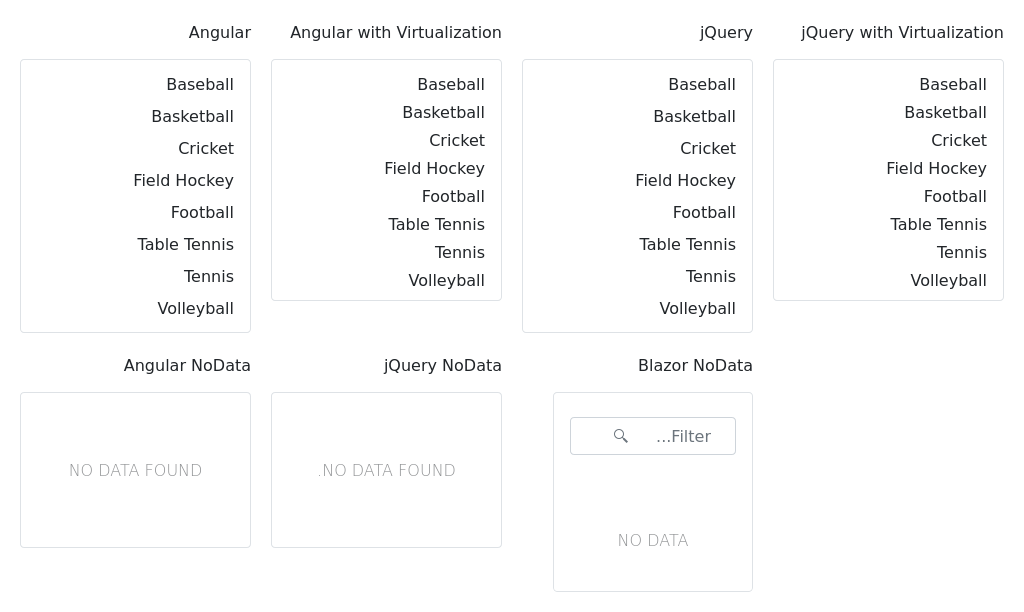 Angular
Baseball
Basketball
Cricket
Field Hockey
Football
Table Tennis
Tennis
Volleyball
Angular with Virtualization
Baseball
Basketball
Cricket
Field Hockey
Football
Table Tennis
Tennis
Volleyball
jQuery
Baseball
Basketball
Cricket
Field Hockey
Football
Table Tennis
Tennis
Volleyball
jQuery with Virtualization
Baseball
Basketball
Cricket
Field Hockey
Football
Table Tennis
Tennis
Volleyball
Angular NoData
NO DATA FOUND
jQuery NoData
.NO DATA FOUND
Blazor NoData
...Filter
NO DATA